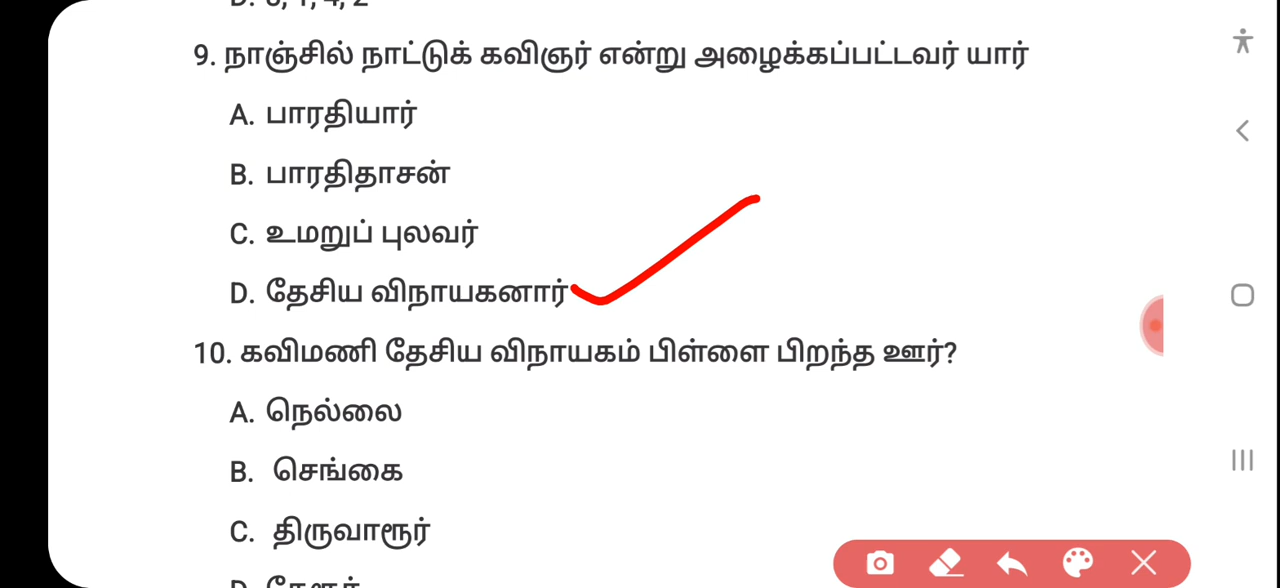 9. நாஞ்சில் நாட்டுக் கவிஞர் என்று அழைக்கப்பட்டவர் யார்
A. பாரதியார்
B. பாரதிதாசன்
C. உமறுப் புலவர்
D. தேசிய விநாயகனார்
10. கவிமணி தேசிய விநாயகம் பிள்ளை பிறந்த ஊர்?
A. நெல்லை
B. செங்கை
C. திருவாரூர்